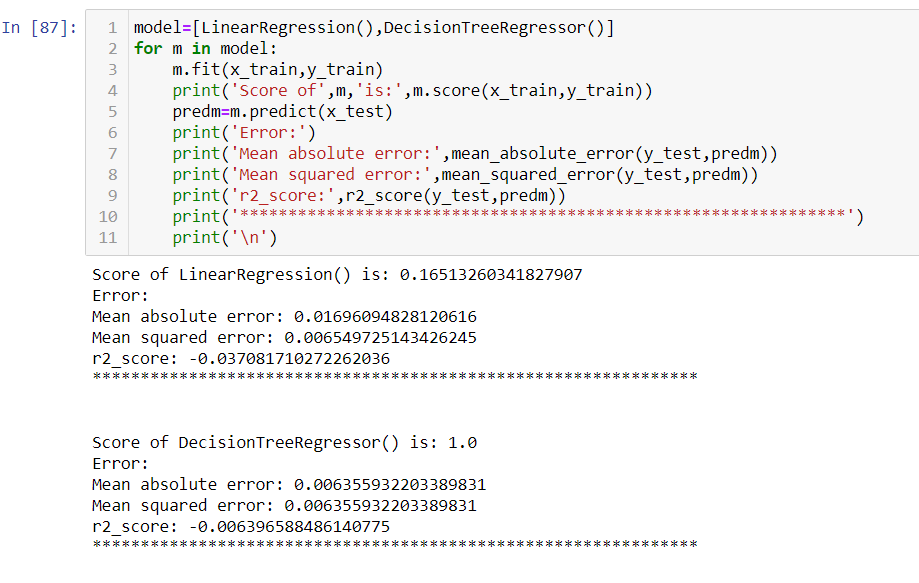 In [87]:
1 model=[LinearRegression(),DecisionTreeRegressor()]
2 for m in model:
3     m.fit(x_train,y_train)
4     print('Score of',m,'is:',m.score(x_train,y_train))
5     predm=m.predict(x_test)
6     print('Error:')
7     print('Mean absolute error:',mean_absolute_error(y_test,predm))
8     print('Mean squared error:',mean_squared_error(y_test,predm))
9     print('r2_score:',r2_score(y_test,predm))
10     print('***************************************************************')
11     print('\n')
Score of LinearRegression() is: 0.16513260341827907
Error:
Mean absolute error: 0.01696094828120616
Mean squared error: 0.006549725143426245
r2_score: -0.037081710272262036
***************************************************************
Score of DecisionTreeRegressor() is: 1.0
Error:
Mean absolute error: 0.006355932203389831
Mean squared error: 0.006355932203389831
r2_score: -0.006396588486140775
***************************************************************